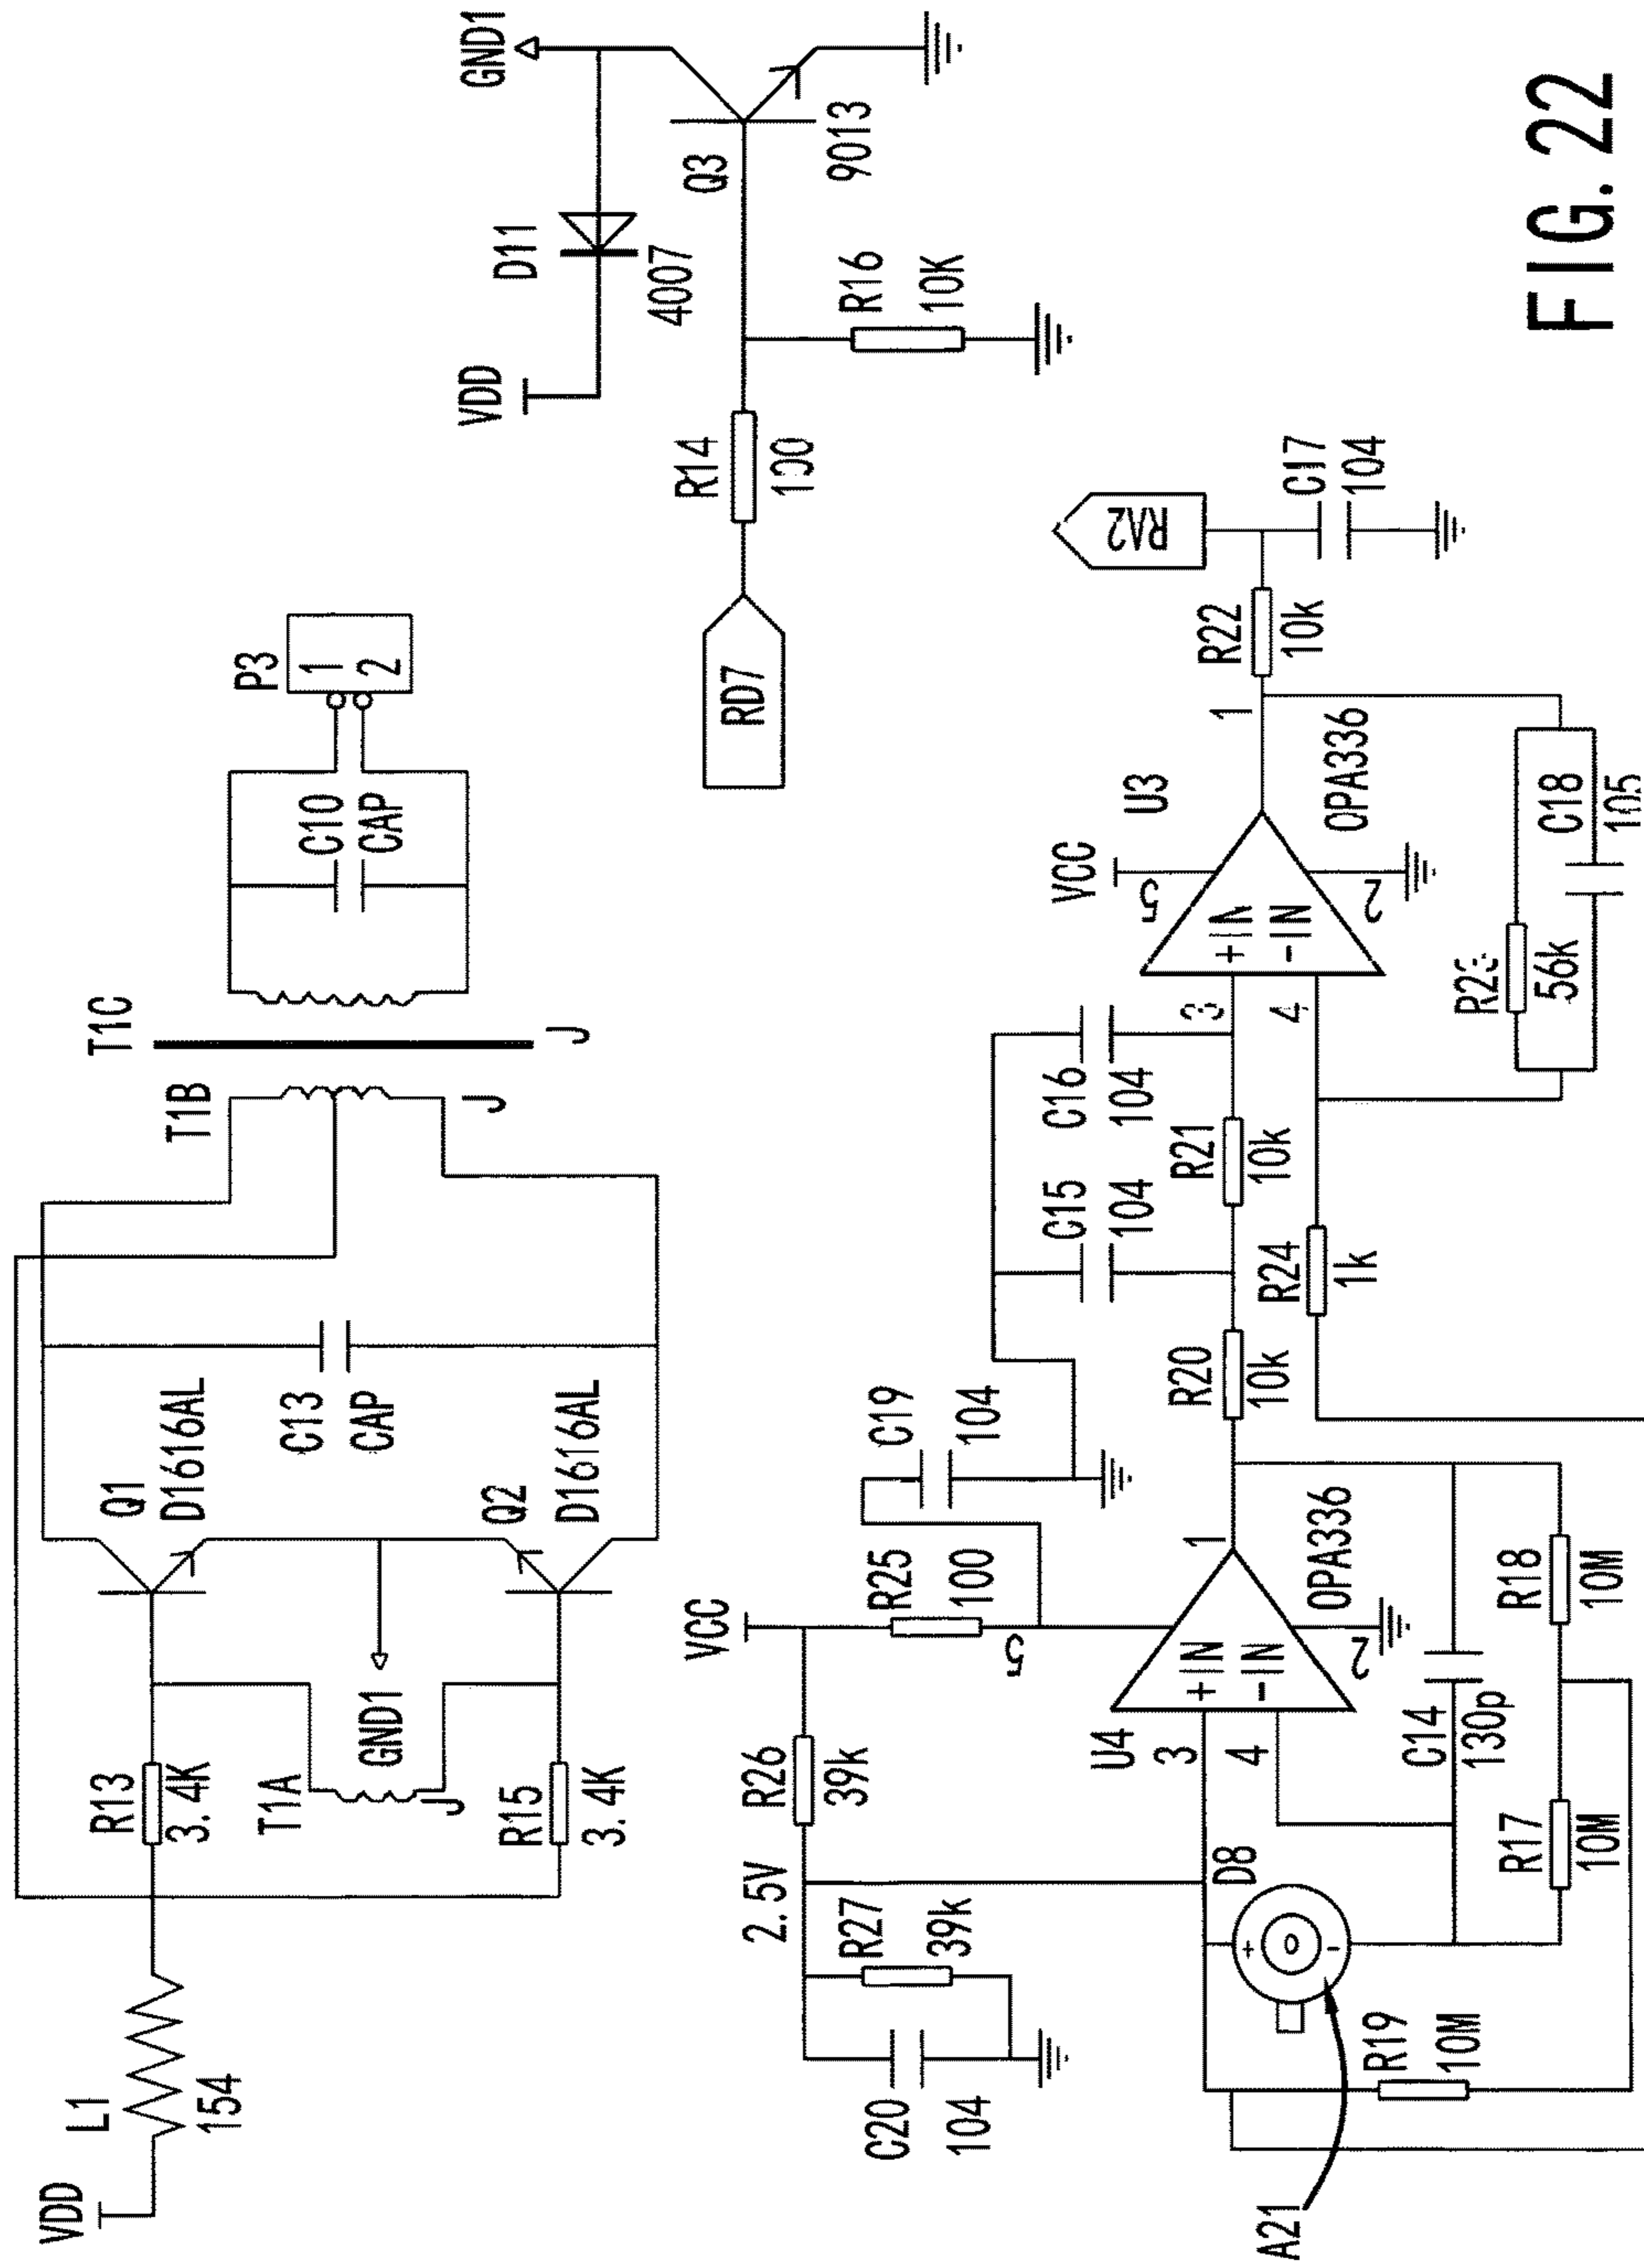 VDD
L1
154
R13
3.4K
T1A
GND1
R15
3.4K
Q1
D1616AL
Q2
D1616AL
C13
CAP
T1B
J
J
T1C
J
C10
CAP
P3
1
2
VDD
D11
4007
GND1
Q3
9013
R14
100
R16
10K
RD7
VCC
R26
39k
2.5V
R27
39k
C20
104
R25
100
C19
104
5
U4
3
4
+IN
-IN
1
2
OPA336
D8
+
-
A21
R19
10M
R17
10M
R18
10M
C14
130p
R20
10k
C15
104
R21
10k
C16
104
R24
1k
VCC
5
U3
3
4
+IN
-IN
1
2
OPA336
56k
C18
105
R22
10k
RA2
C17
104
FIG. 22